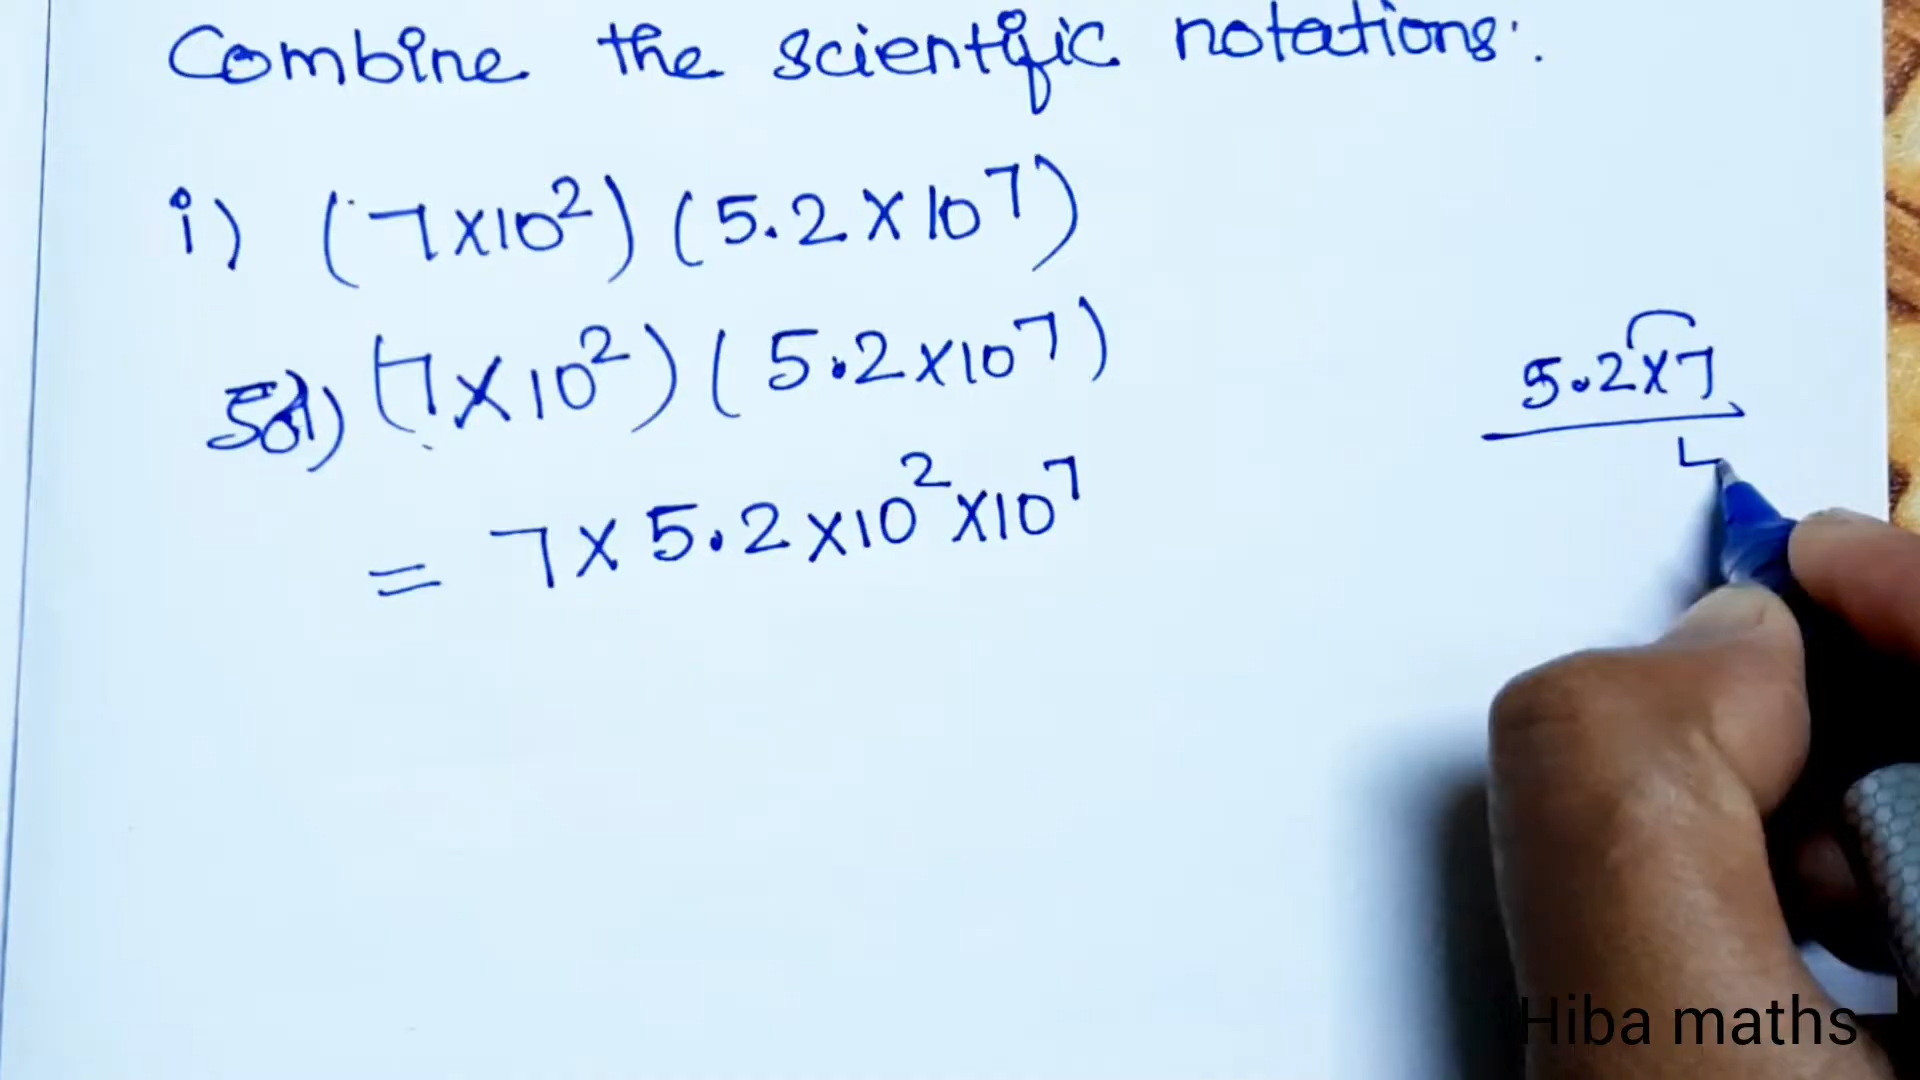 Combine the scientific notations:
i) (7×10²) (5.2×10⁷)
Sol) (7×10²) (5.2×10⁷)
= 7×5.2×10²×10⁷
5.2×7
4
Hiba maths